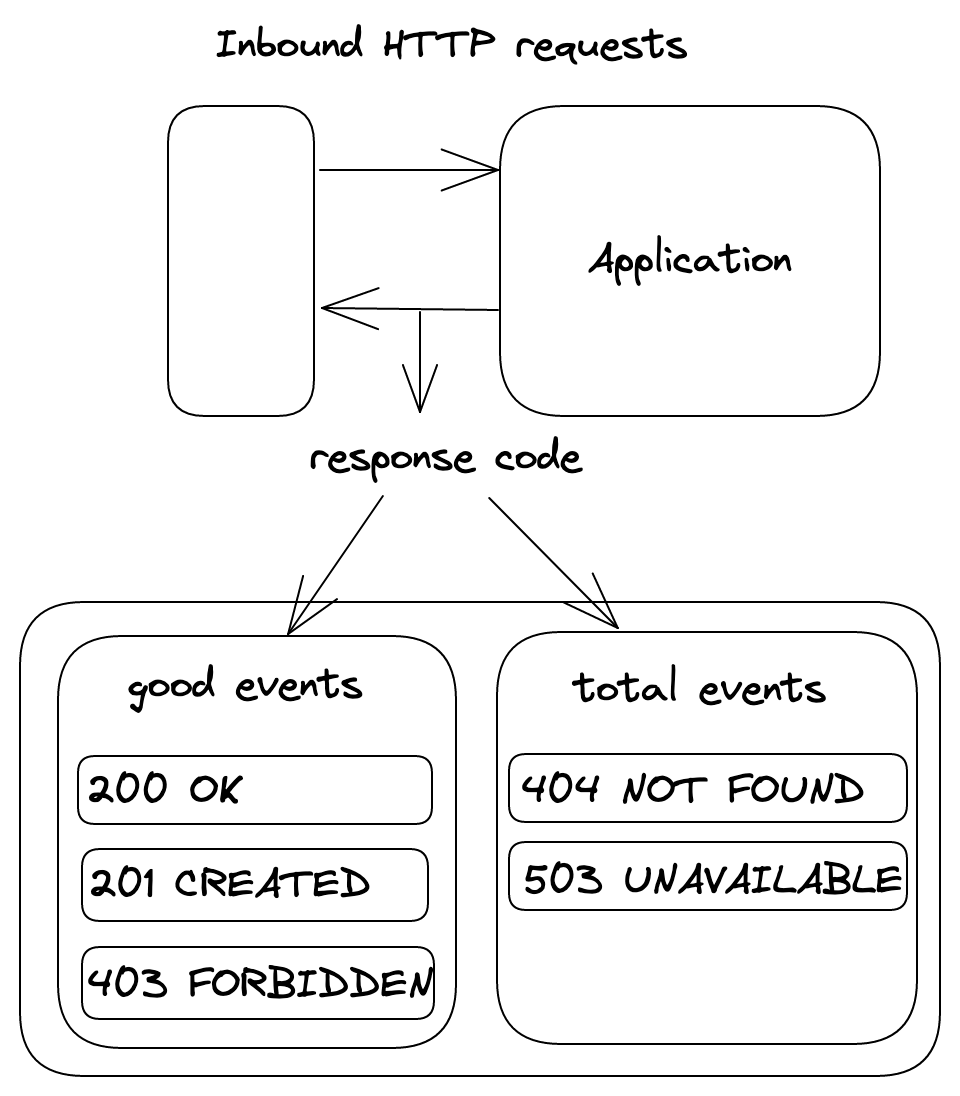 Inbound HTTP requests
Application
response code
good events
200 OK
201 CREATED
403 FORBIDDEN
total events
404 NOT FOUND
503 UNAVAILABLE